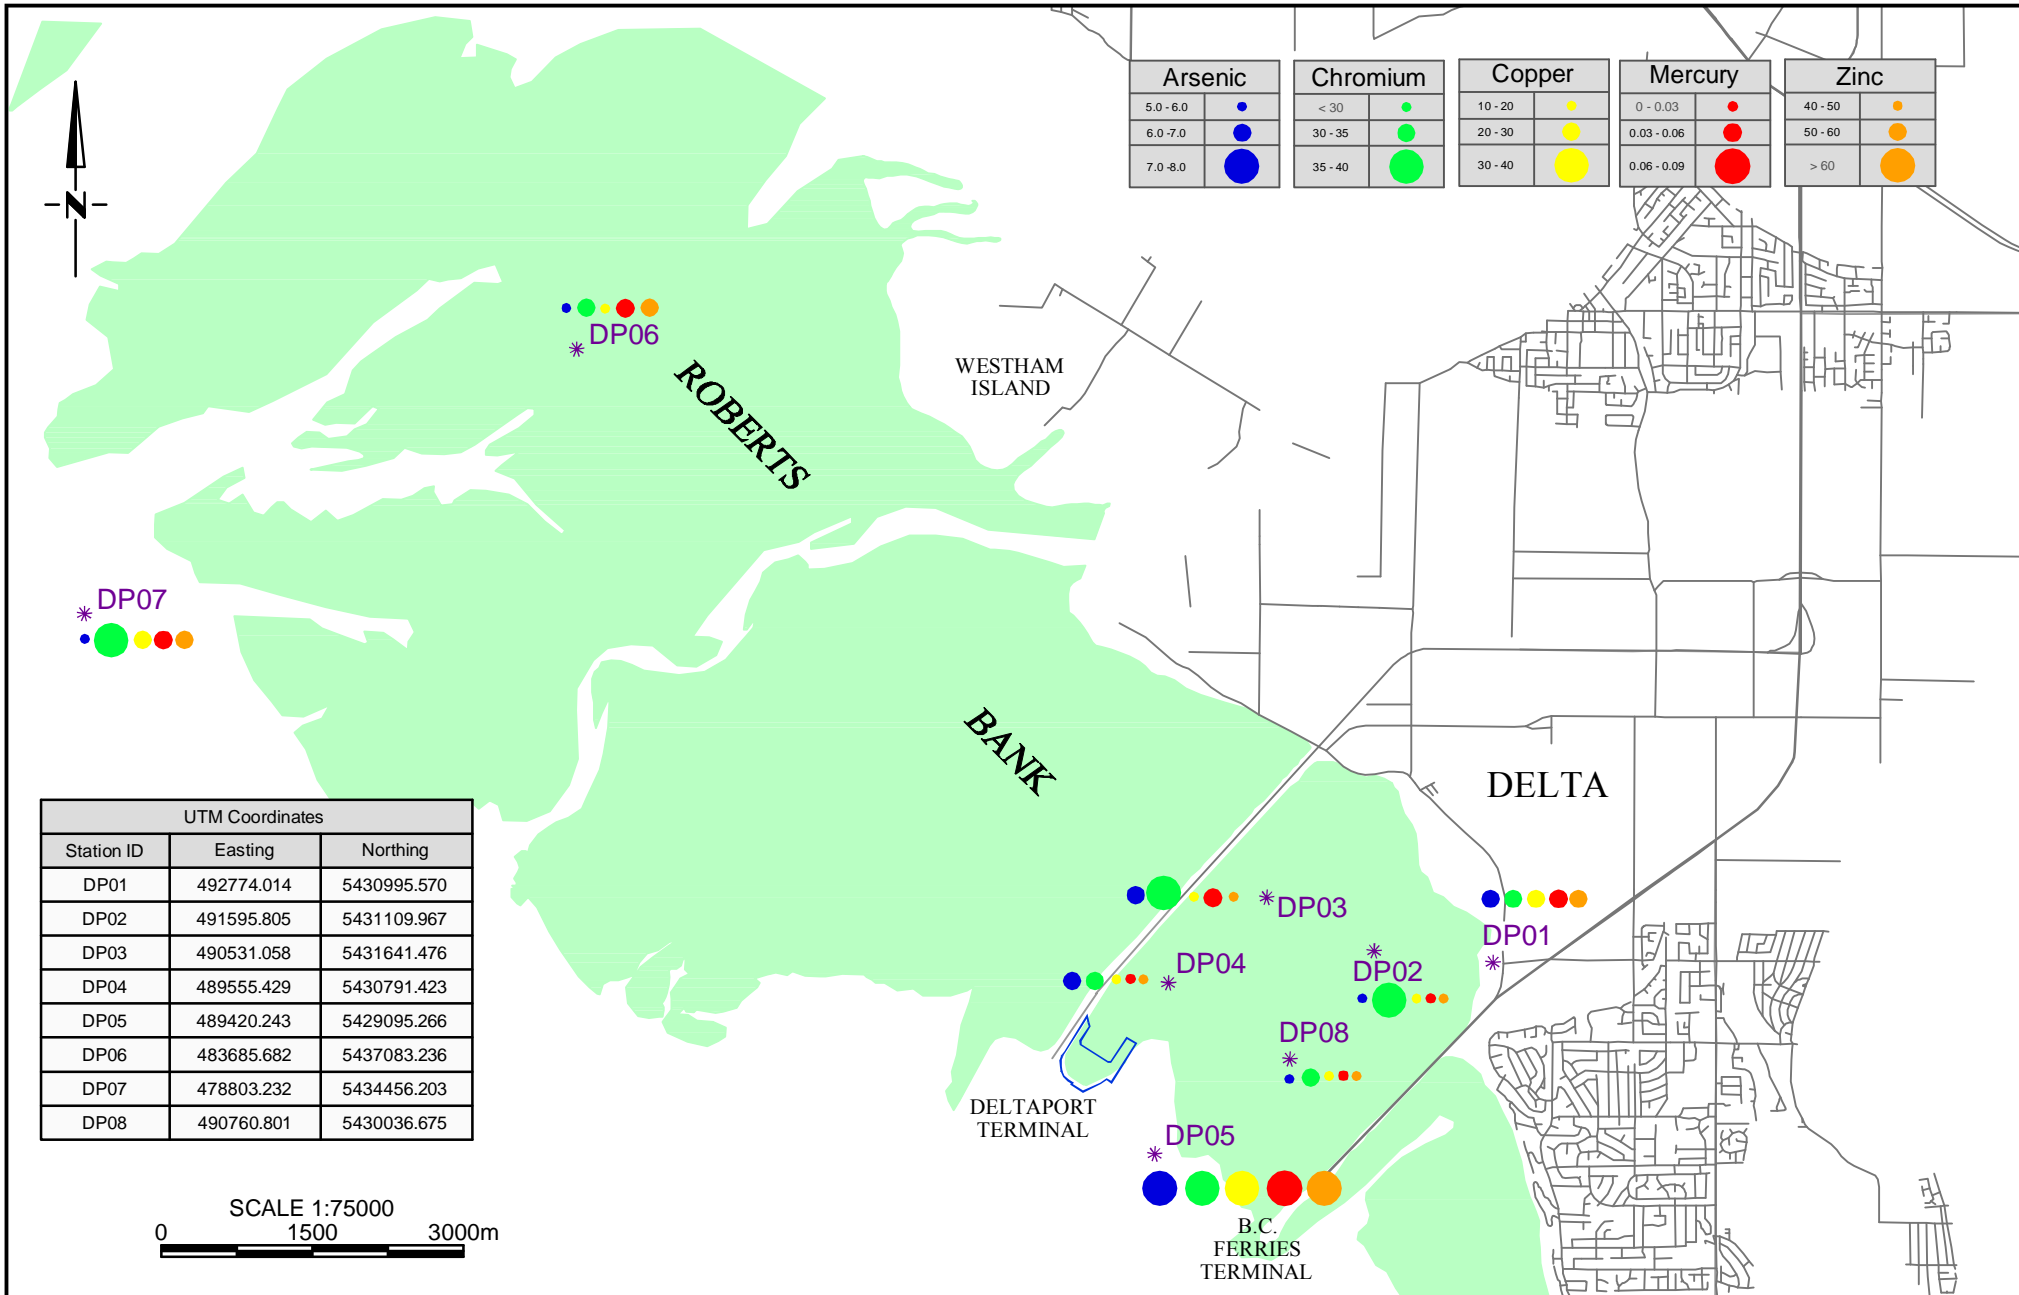 Arsenic
5.0 - 6.0
6.0 -7.0
7.0 -8.0
Chromium
< 30
30 - 35
35 - 40
Copper
10 - 20
20 - 30
30 - 40
Mercury
0 - 0.03
0.03 - 0.06
0.06 - 0.09
Zinc
40 - 50
50 - 60
> 60
N
DP06
ROBERTS
WESTHAM
ISLAND
DP07
BANK
DELTA
DP03
DP01
DP04
DP02
DP08
DELTAPORT
TERMINAL
DP05
B.C.
FERRIES
TERMINAL
UTM Coordinates
Station ID Easting Northing
DP01 492774.014 5430995.570
DP02 491595.805 5431109.967
DP03 490531.058 5431641.476
DP04 489555.429 5430791.423
DP05 489420.243 5429095.266
DP06 483685.682 5437083.236
DP07 478803.232 5434456.203
DP08 490760.801 5430036.675
SCALE 1:75000
0 1500 3000m